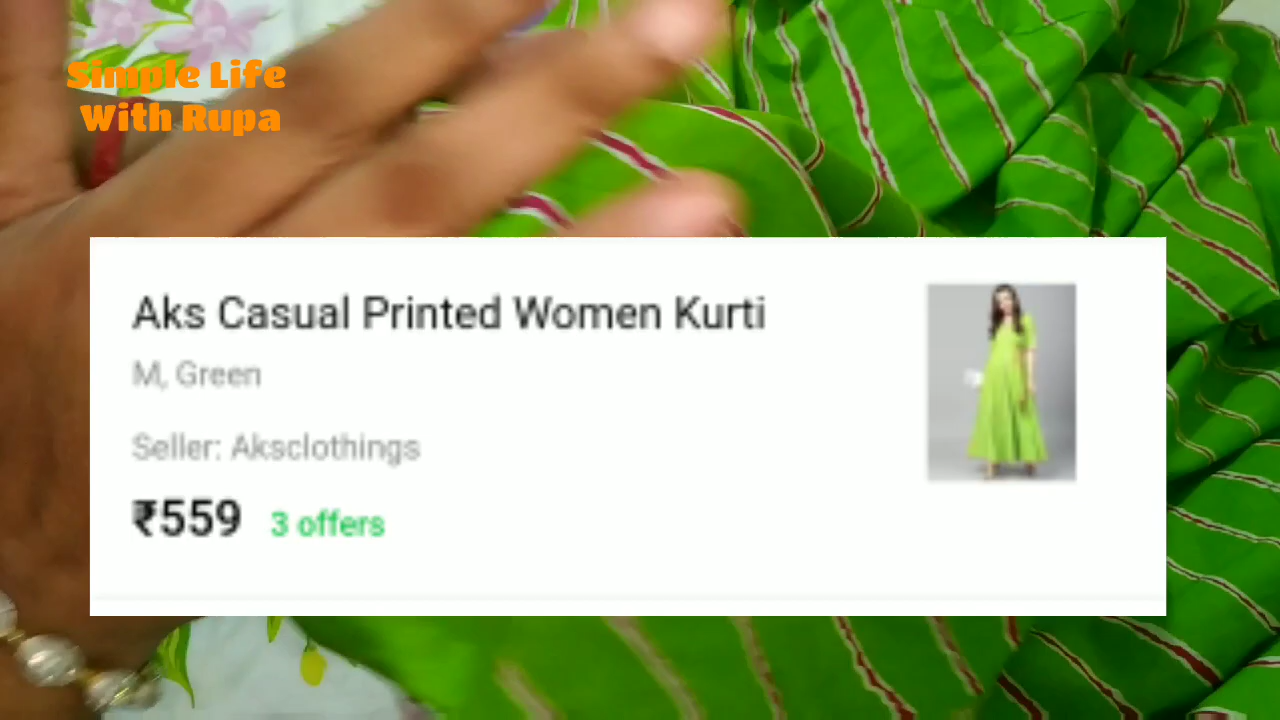 Simple Life
With Rupa
Aks Casual Printed Women Kurti
M, Green
Seller: Aksclothings
₹559 3 offers